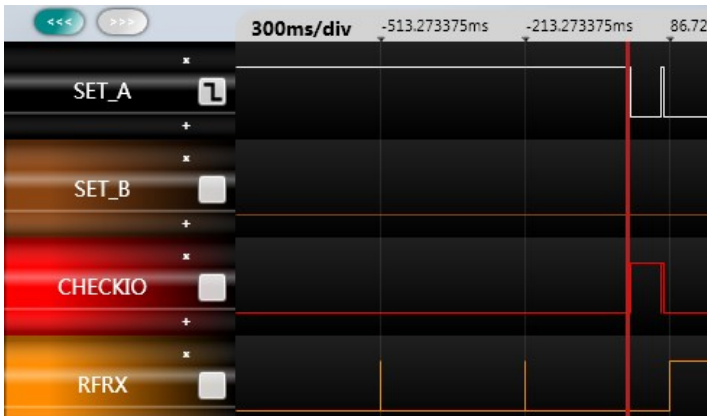 <<< >>>
300ms/div -513.273375ms -213.273375ms 86.72
x
SET_A
+
x
SET_B
+
x
CHECKIO
+
x
RFRX